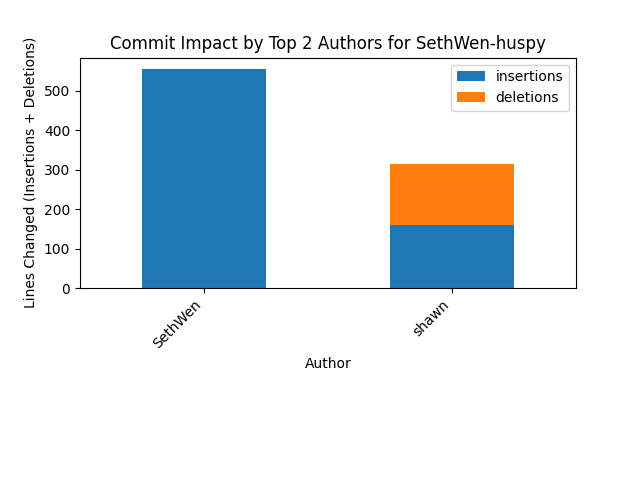 Commit Impact by Top 2 Authors for SethWen-huspy
Lines Changed (Insertions + Deletions)
500
400
300
200
100
0
insertions
deletions
SethWen
shawn
Author